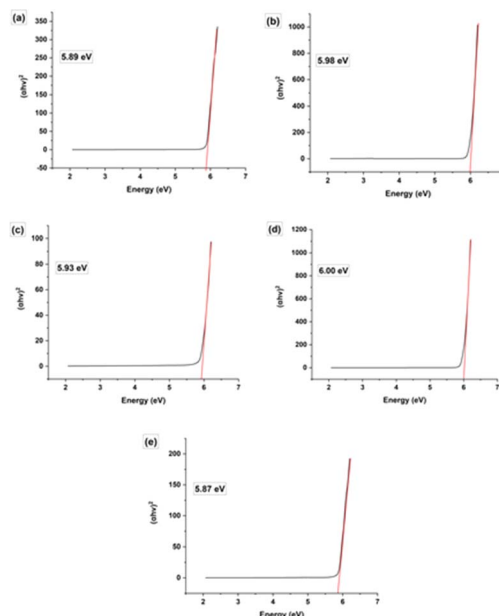 (a)
5.89 eV
(αhν)²
350
300
250
200
150
100
50
0
-50
2 3 4 5 6 7
Energy (eV)
(b)
5.98 eV
(αhν)²
1000
800
600
400
200
0
2 3 4 5 6
Energy (eV)
(c)
5.93 eV
(αhν)²
100
80
60
40
20
0
2 3 4 5 6 7
Energy (eV)
(d)
6.00 eV
(αhν)²
1200
1000
800
600
400
200
0
2 3 4 5 6 7
Energy (eV)
(e)
5.87 eV
(αhν)²
200
150
100
50
0
2 3 4 5 6 7
Energy (eV)